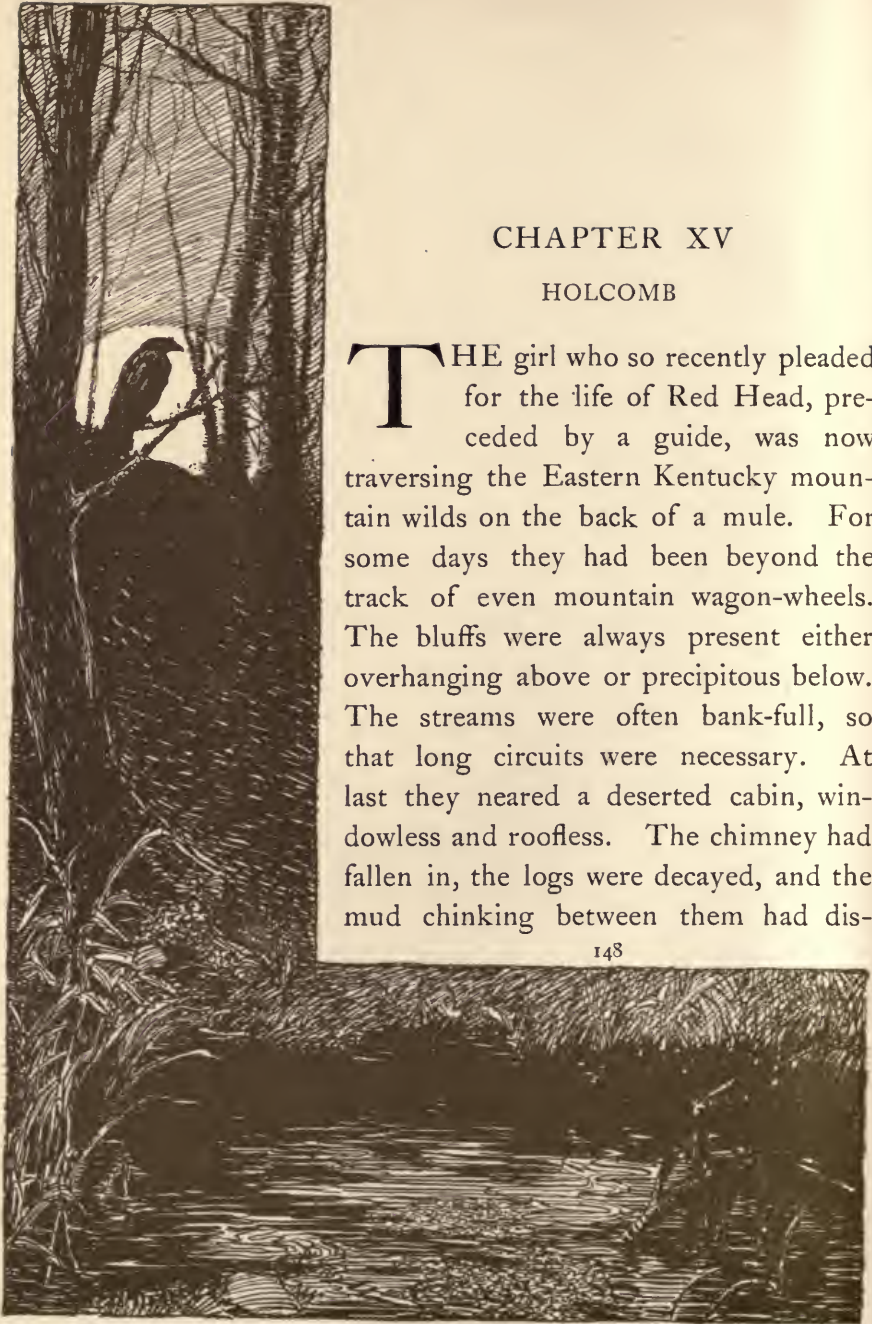 CHAPTER XV
HOLCOMB
THE girl who so recently pleaded
for the life of Red Head, pre-
ceded by a guide, was now
traversing the Eastern Kentucky moun-
tain wilds on the back of a mule. For
some days they had been beyond the
track of even mountain wagon-wheels.
The bluffs were always present either
overhanging above or precipitous below.
The streams were often bank-full, so
that long circuits were necessary. At
last they neared a deserted cabin, win-
dowless and roofless. The chimney had
fallen in, the logs were decayed, and the
mud chinking between them had dis-
148